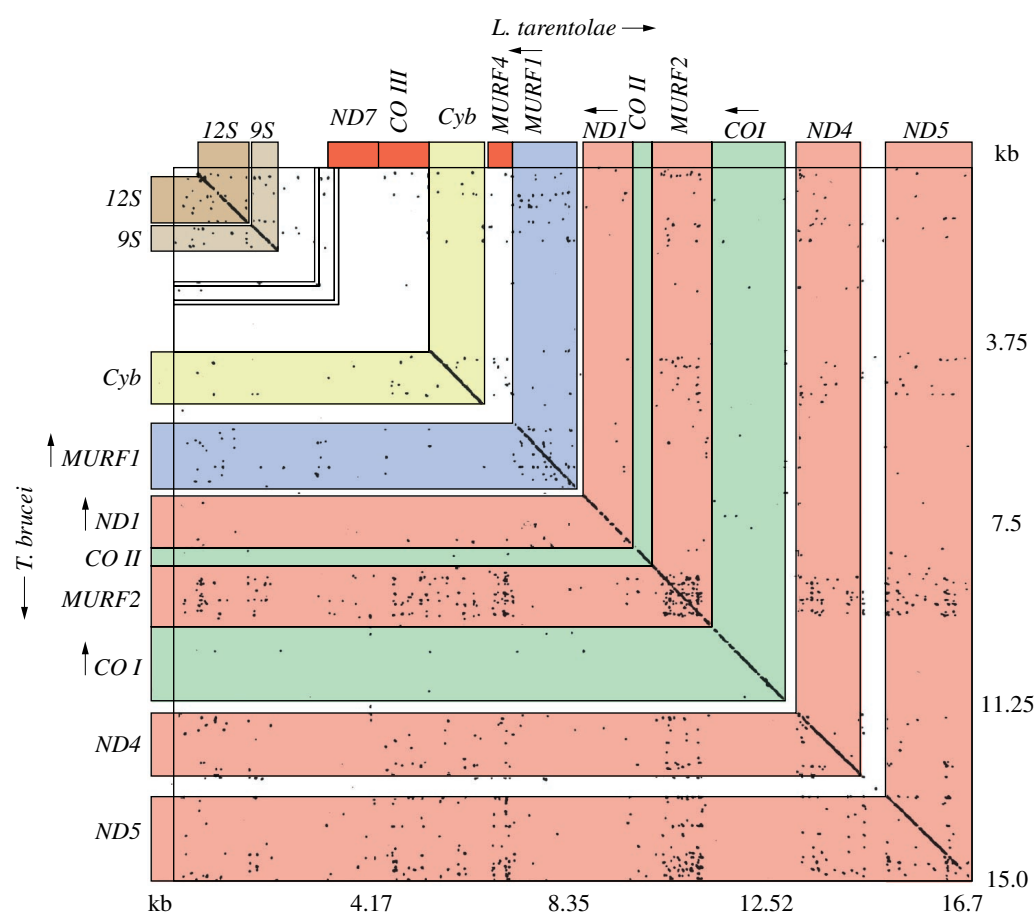 L. tarentolae
ND7
CO III
Cyb
MURF4
MURF1
CO II
MURF2
12S 9S
ND1
COI
ND4
ND5
kb
12S
9S
3.75
Cyb
MURF1
T. brucei
ND1
7.5
CO II
MURF2
CO I
11.25
ND4
ND5
15.0
kb 4.17 8.35 12.52 16.7